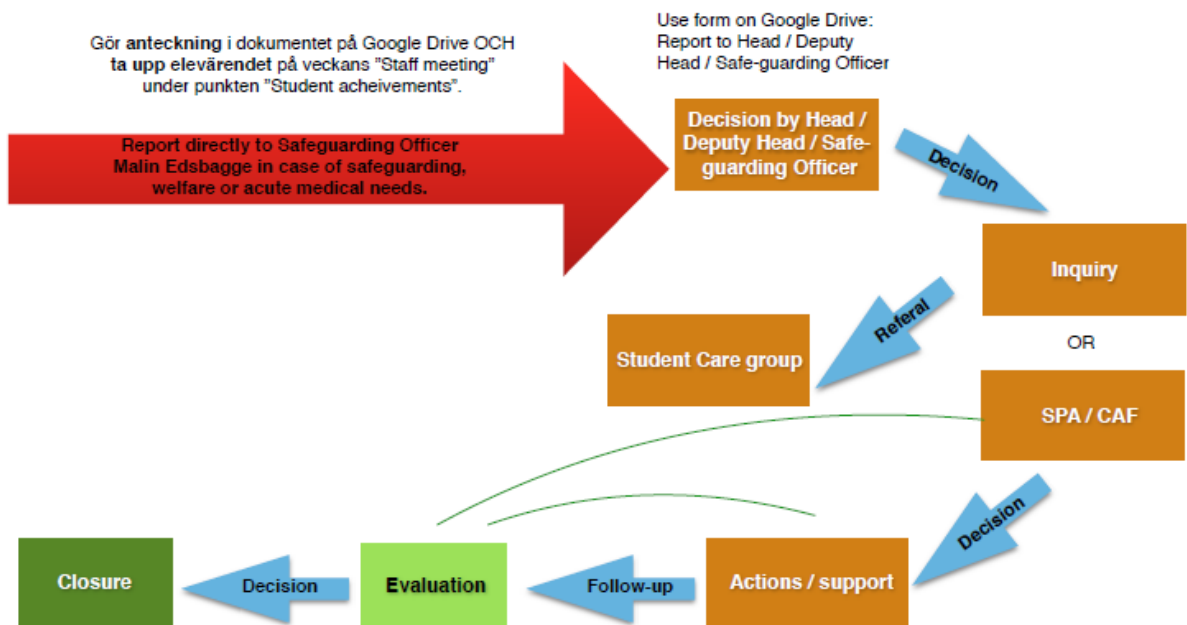 Gör anteckning i dokumentet på Google Drive OCH
ta upp elevärendet på veckans ”Staff meeting”
under punkten ”Student acheivements”.
Use form on Google Drive:
Report to Head / Deputy
Head / Safe-guarding Officer
Report directly to Safeguarding Officer
Malin Edsbagge in case of safeguarding,
welfare or acute medical needs.
Decision by Head /
Deputy Head / Safe-
guarding Officer
Decision
Inquiry
Referal
OR
Student Care group
SPA / CAF
Decision
Closure
Decision
Evaluation
Follow-up
Actions / support